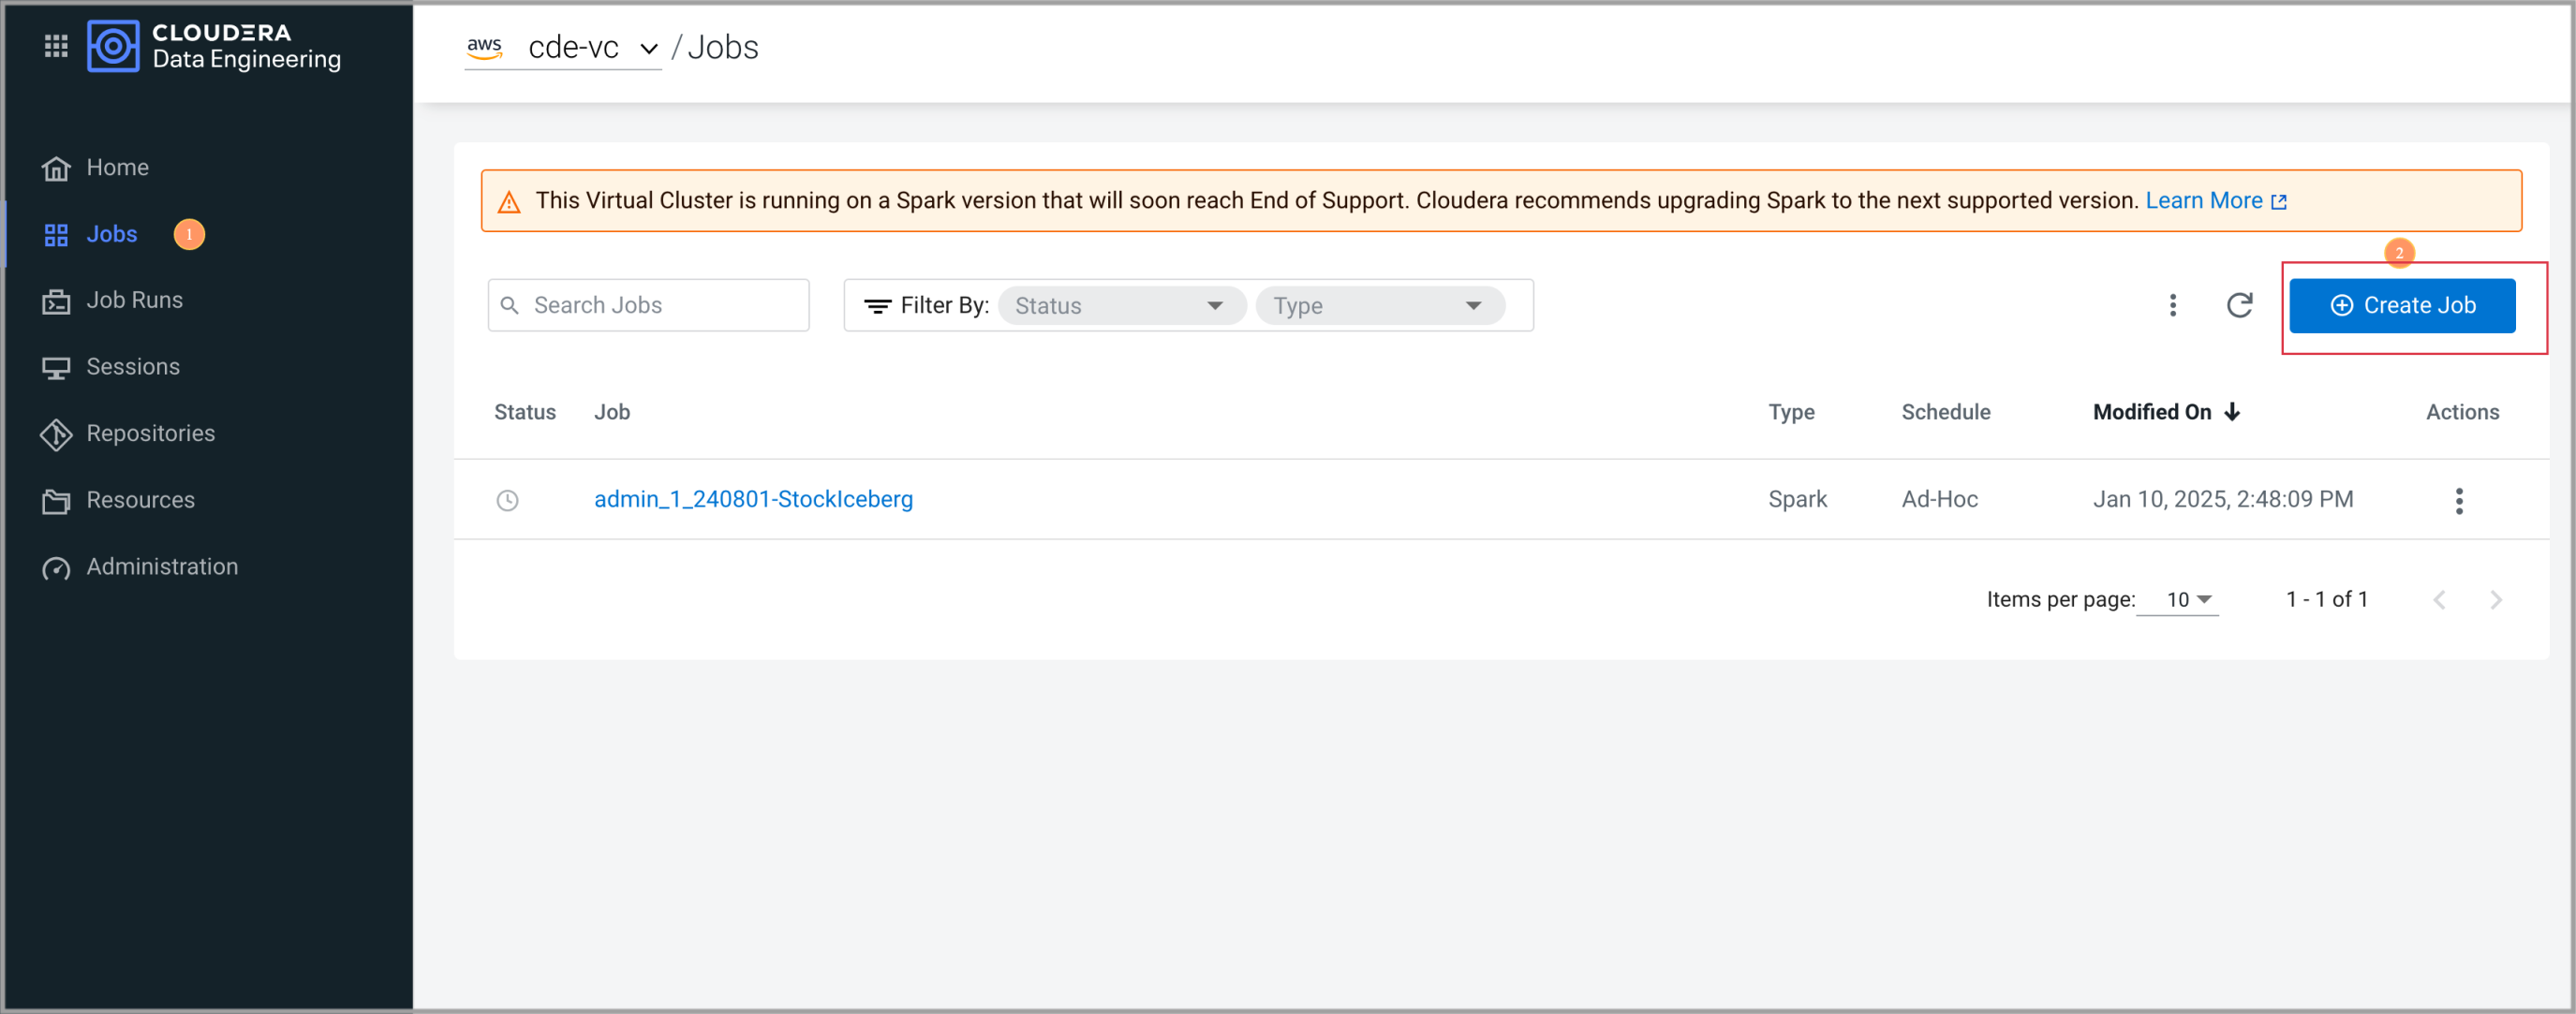 CLOUDERA
Data Engineering
aws cde-vc / Jobs
Home
Jobs 1
Job Runs
Sessions
Repositories
Resources
Administration
This Virtual Cluster is running on a Spark version that will soon reach End of Support. Cloudera recommends upgrading Spark to the next supported version. Learn More
2
Search Jobs
Filter By: Status Type
Create Job
Status Job Type Schedule Modified On Actions
admin_1_240801-StockIceberg Spark Ad-Hoc Jan 10, 2025, 2:48:09 PM
Items per page: 10 1 - 1 of 1